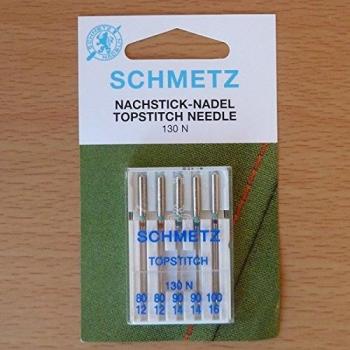 SCHMETZ
NACHSTICK-NADEL
TOPSTITCH NEEDLE
130 N
SCHMETZ
TOPSTITCH
130 N
80 80 90 90 100
12 12 14 14 16